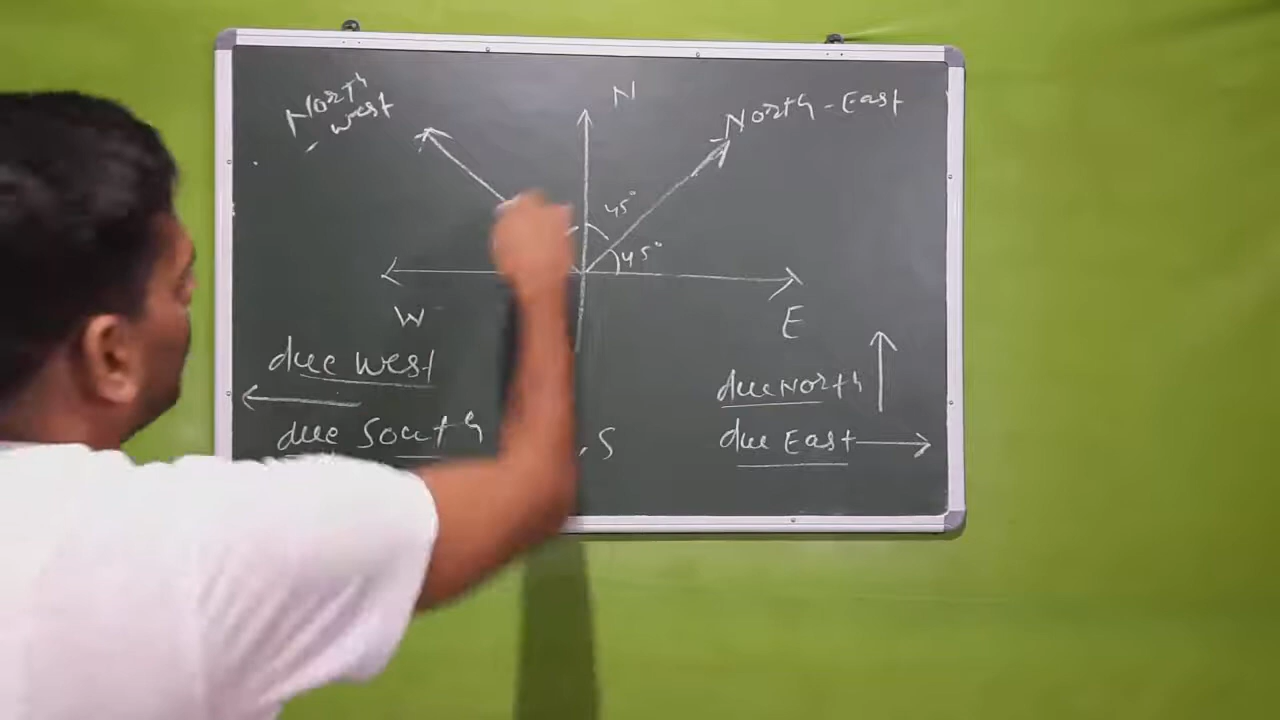 N
North - East
North
west
45°
45°
W
E
due west
due North
due South
due East
S